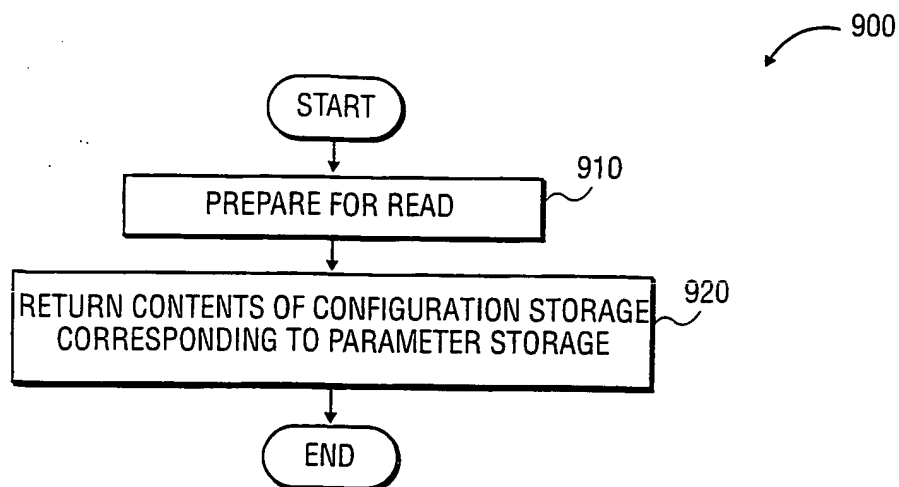 900
START
910
PREPARE FOR READ
920
RETURN CONTENTS OF CONFIGURATION STORAGE
CORRESPONDING TO PARAMETER STORAGE
END